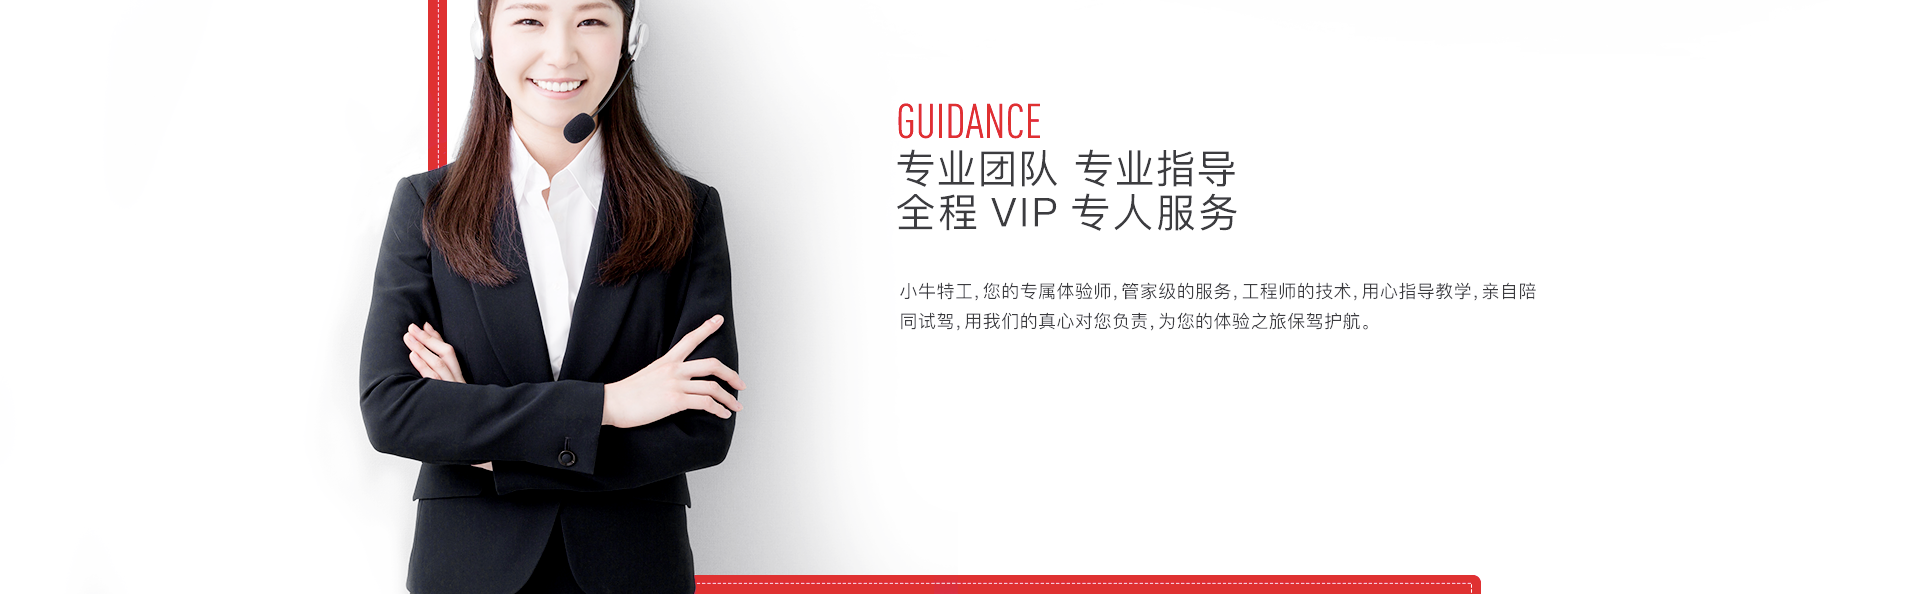 GUIDANCE
专业团队 专业指导
全程 VIP 专人服务
小牛特工, 您的专属体验师, 管家级的服务, 工程师的技术, 用心指导教学, 亲自陪
同试驾, 用我们的真心对您负责, 为您的体验之旅保驾护航。